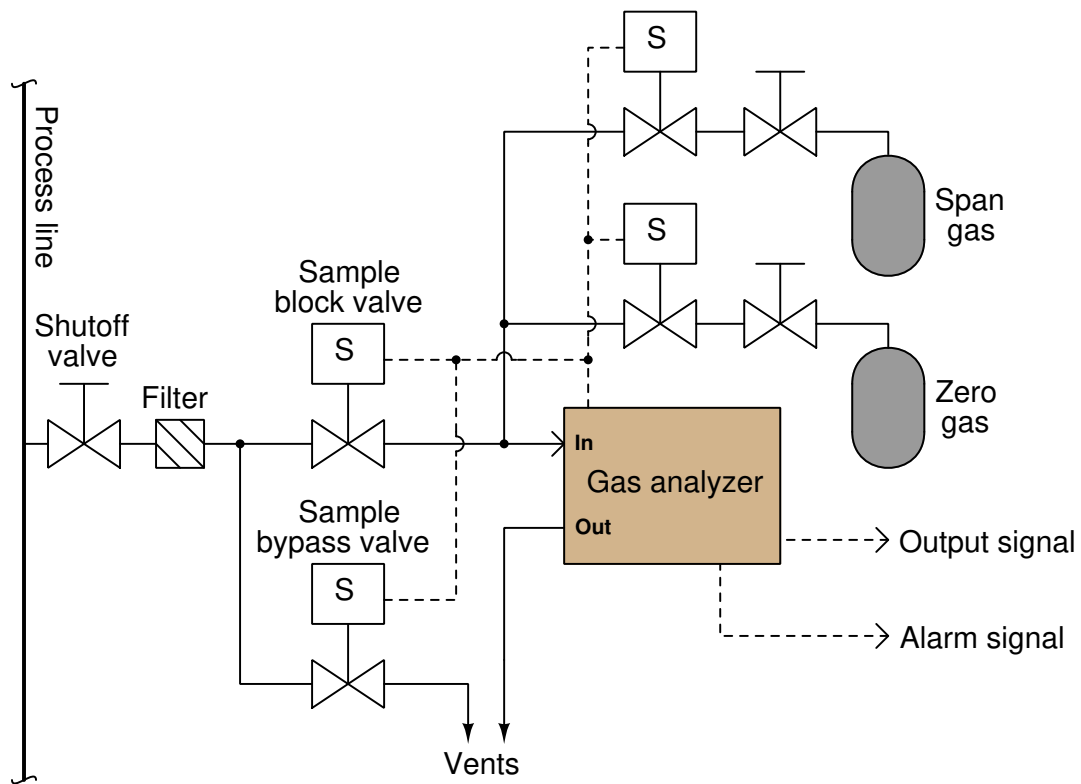 S
Process line
S
Span
gas
Sample
block valve
S
Shutoff
valve
Filter
Zero
gas
In
Gas analyzer
Out
Sample
bypass valve
S
Output signal
Alarm signal
Vents